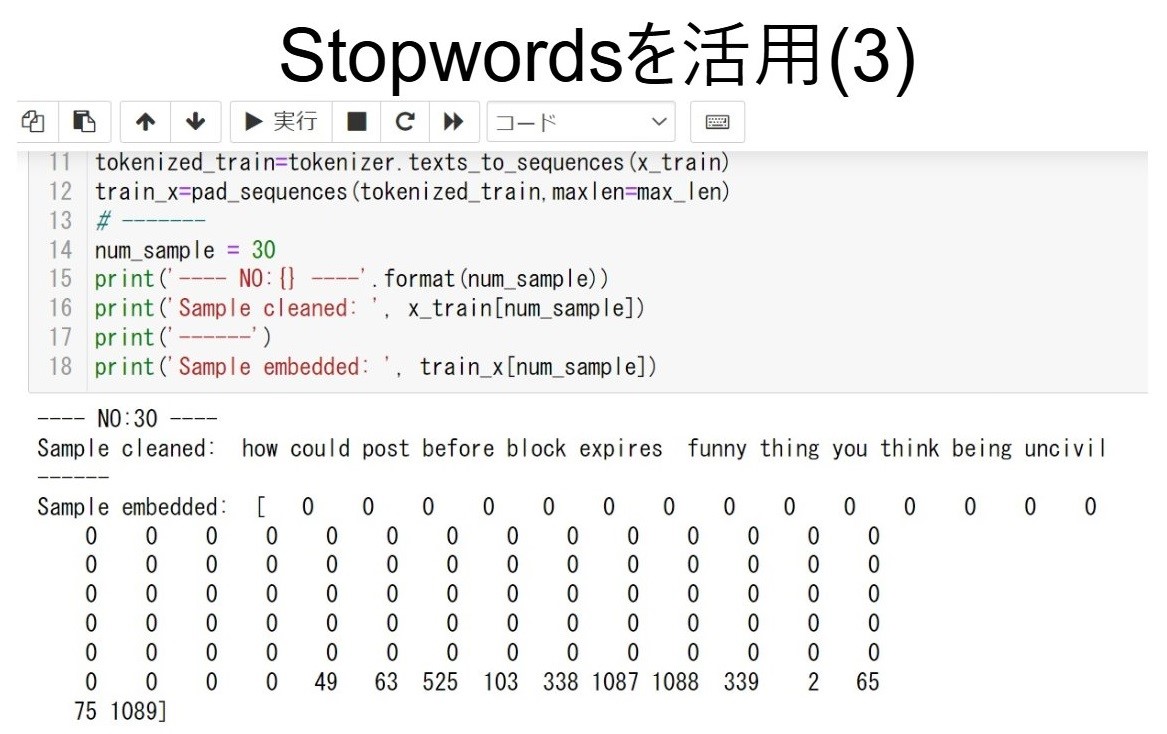 Stopwordsを活用(3)
実行 コード
11 tokenized_train=tokenizer.texts_to_sequences(x_train)
12 train_x=pad_sequences(tokenized_train,maxlen=max_len)
13 # -------
14 num_sample = 30
15 print('---- NO:{} ----'.format(num_sample))
16 print('Sample cleaned: ', x_train[num_sample])
17 print('------')
18 print('Sample embedded: ', train_x[num_sample])
---- NO:30 ----
Sample cleaned:  how could post before block expires  funny thing you think being uncivil
------
Sample embedded:  [   0    0    0    0    0    0    0    0    0    0    0    0    0    0
    0    0    0    0    0    0    0    0    0    0    0    0    0    0
    0    0    0    0    0    0    0    0    0    0    0    0    0    0
    0    0    0    0    0    0    0    0    0    0    0    0    0    0
    0    0    0    0    0    0    0    0    0    0    0    0    0    0
    0    0    0    0    0    0    0    0    0    0    0    0    0    0
    0    0    0    0   49   63  525  103  338 1087 1088  339    2   65
   75 1089]